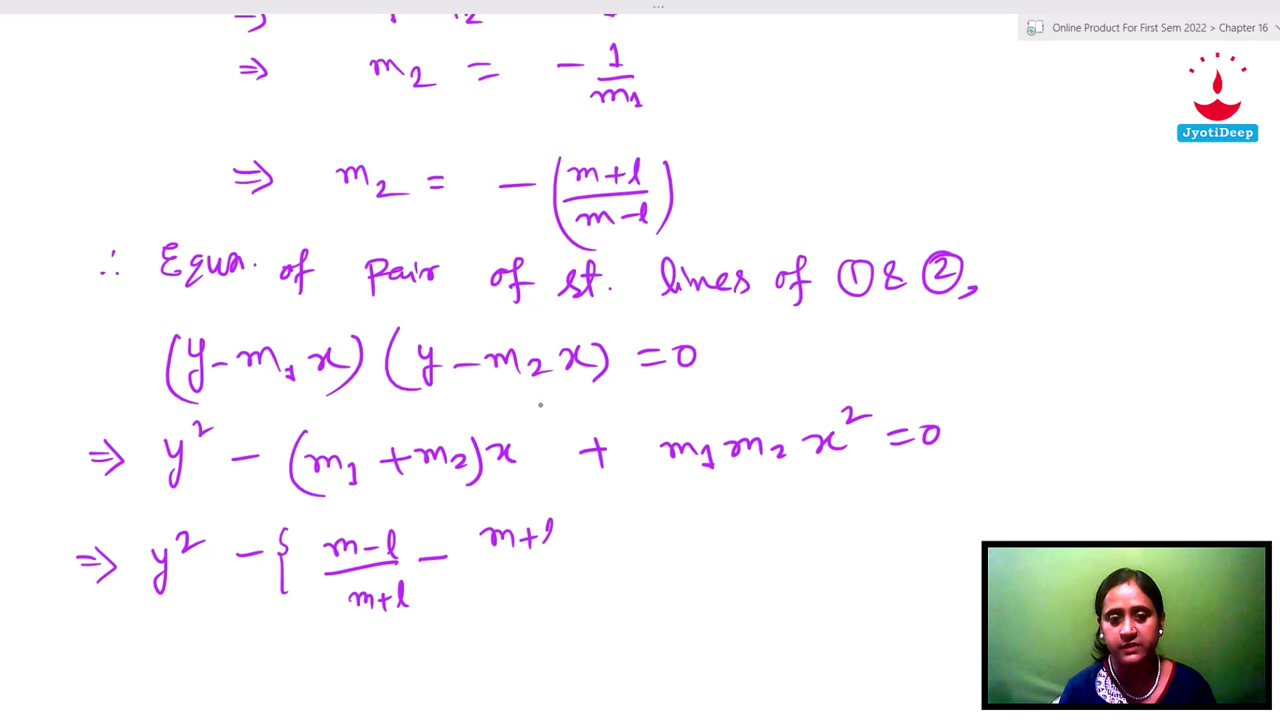 Online Product For First Sem 2022 > Chapter 16
JyotiDeep
⇒ m₂ = - 1/m₁
⇒ m₂ = - ((m+l)/(m-l))
∴ Equn. of pair of st. lines of ① & ②,
(y - m₁x) (y - m₂x) = 0
⇒ y² - (m₁ + m₂)x + m₁m₂x² = 0
⇒ y² - { (m-l)/(m+l) - m+l